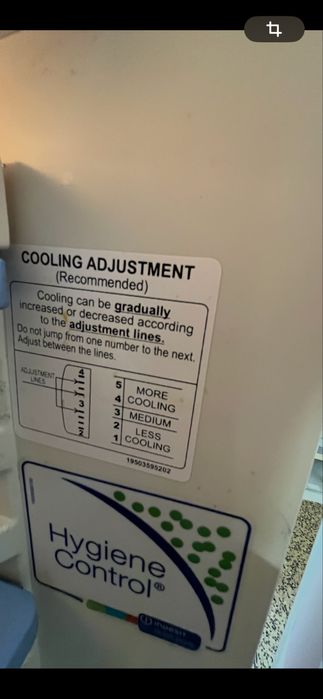 COOLING ADJUSTMENT
(Recommended)
Cooling can be gradually
increased or decreased according
to the adjustment lines.
Do not jump from one number to the next.
Adjust between the lines.
ADJUSTMENT
LINES
4
3
2
5
4
3
2
1
MORE
COOLING
MEDIUM
LESS
COOLING
19503595202
Hygiene
Control®
indesit